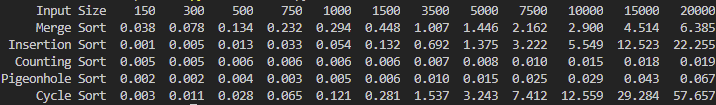 Input Size 150 300 500 750 1000 1500 3500 5000 7500 10000 15000 20000
Merge Sort 0.038 0.078 0.134 0.232 0.294 0.448 1.007 1.446 2.162 2.900 4.514 6.385
Insertion Sort 0.001 0.005 0.013 0.033 0.054 0.132 0.692 1.375 3.222 5.549 12.523 22.255
Counting Sort 0.005 0.005 0.006 0.006 0.006 0.006 0.007 0.008 0.010 0.015 0.018 0.019
Pigeonhole Sort 0.002 0.002 0.004 0.003 0.005 0.006 0.010 0.015 0.025 0.029 0.043 0.067
Cycle Sort 0.003 0.011 0.028 0.065 0.121 0.281 1.537 3.243 7.412 12.559 29.284 57.657